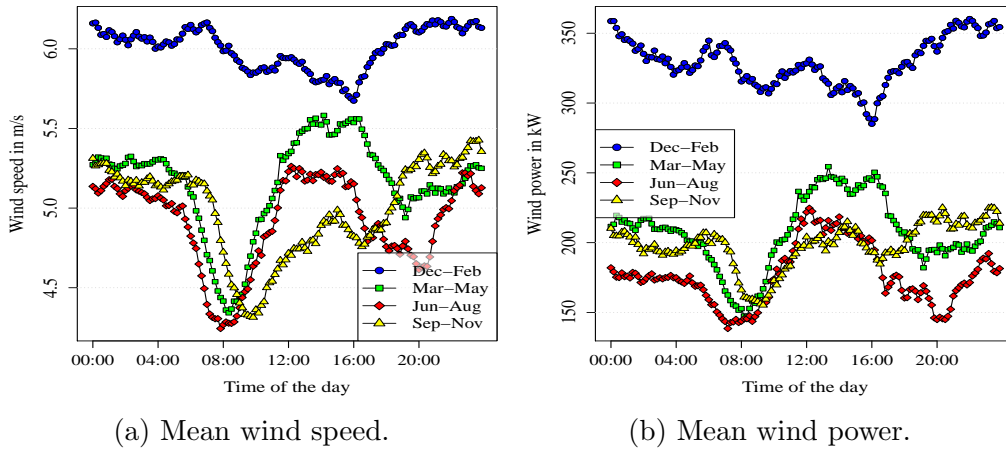 6.0
5.5
5.0
4.5
Wind speed in m/s
Dec–Feb
Mar–May
Jun–Aug
Sep–Nov
00:00 04:00 08:00 12:00 16:00 20:00
Time of the day
(a) Mean wind speed.
350
300
250
200
150
Wind power in kW
Dec–Feb
Mar–May
Jun–Aug
Sep–Nov
00:00 04:00 08:00 12:00 16:00 20:00
Time of the day
(b) Mean wind power.